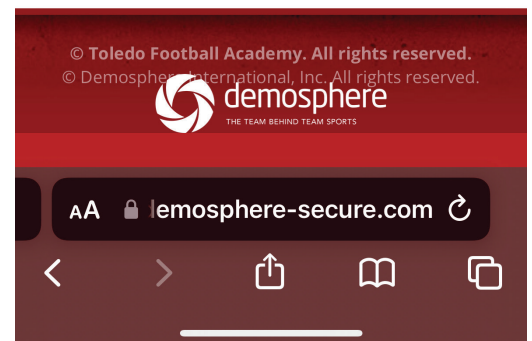 © Toledo Football Academy. All rights reserved.
© Demosphere International, Inc. All rights reserved.
demosphere
THE TEAM BEHIND TEAM SPORTS
AA demosphere-secure.com